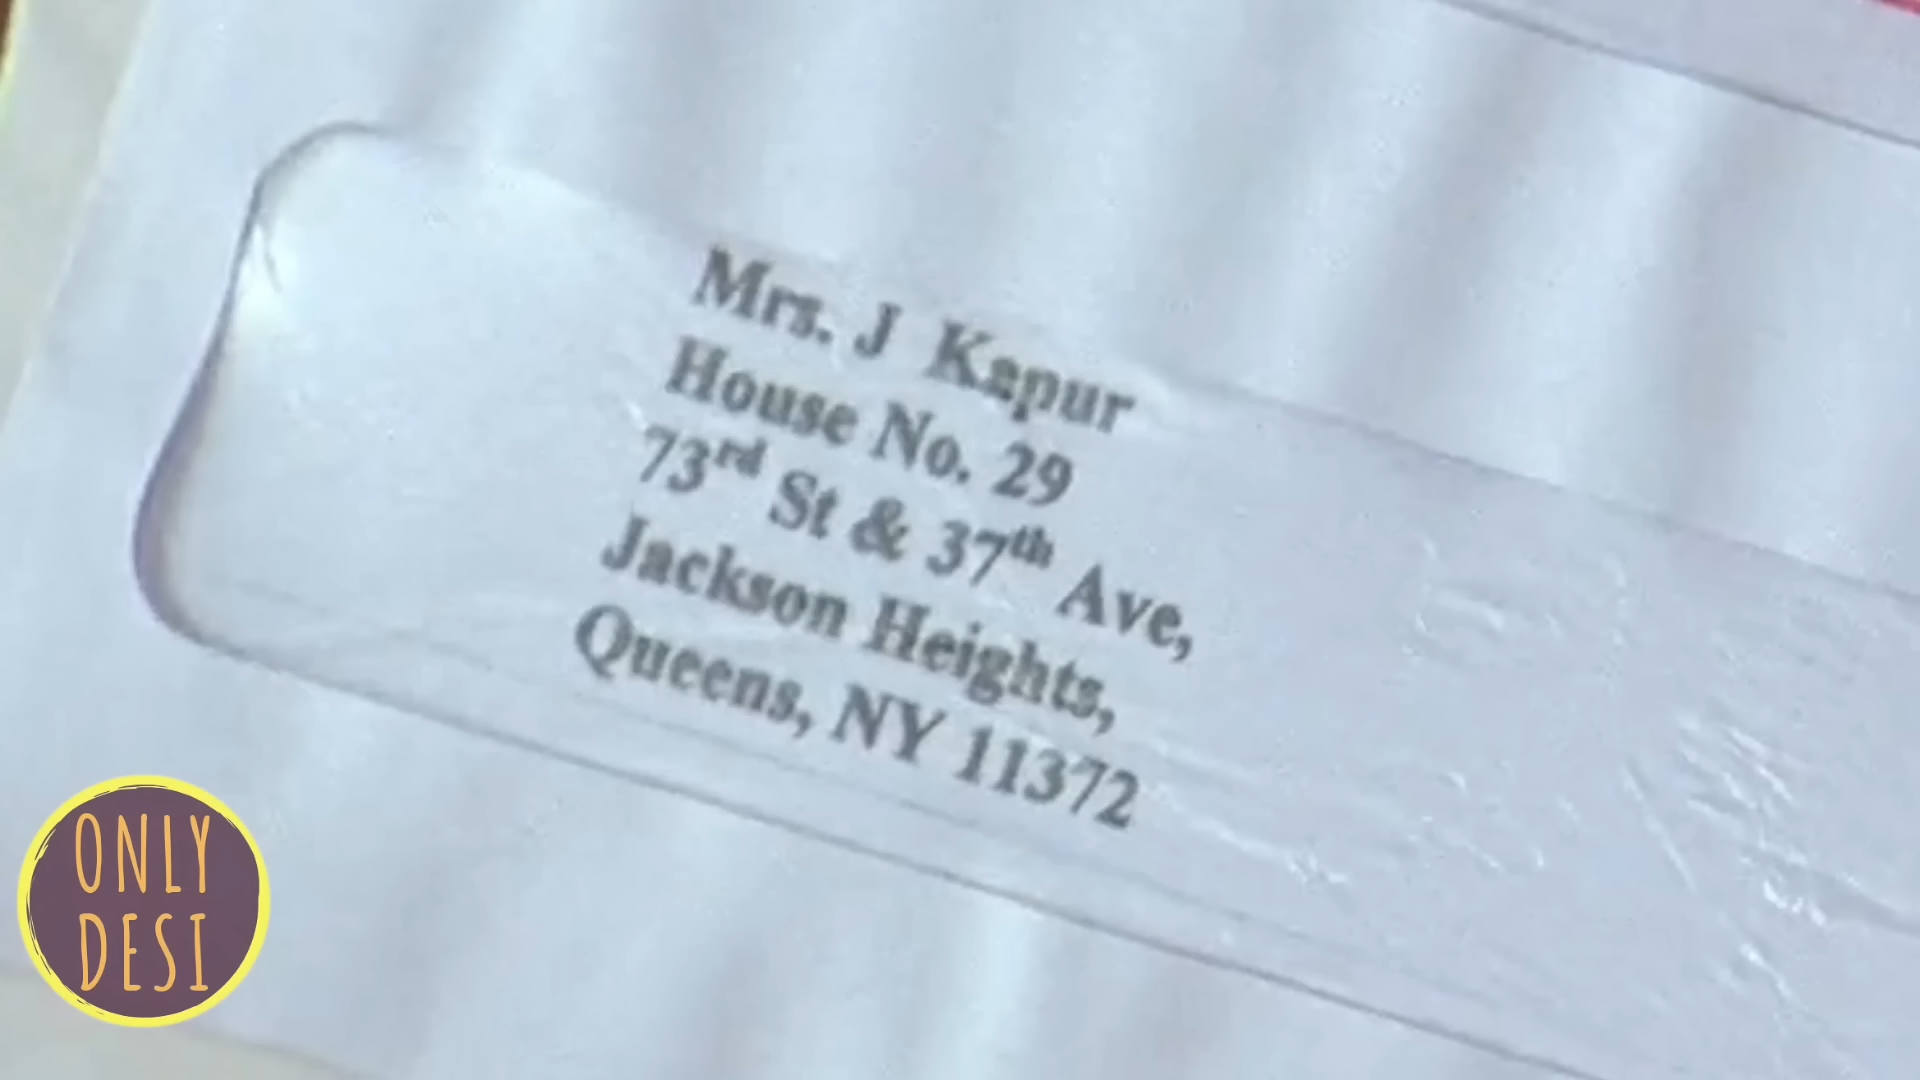 Mrs. J Kapur
House No. 29
73rd St & 37th Ave,
Jackson Heights,
Queens, NY 11372
ONLY
DESI